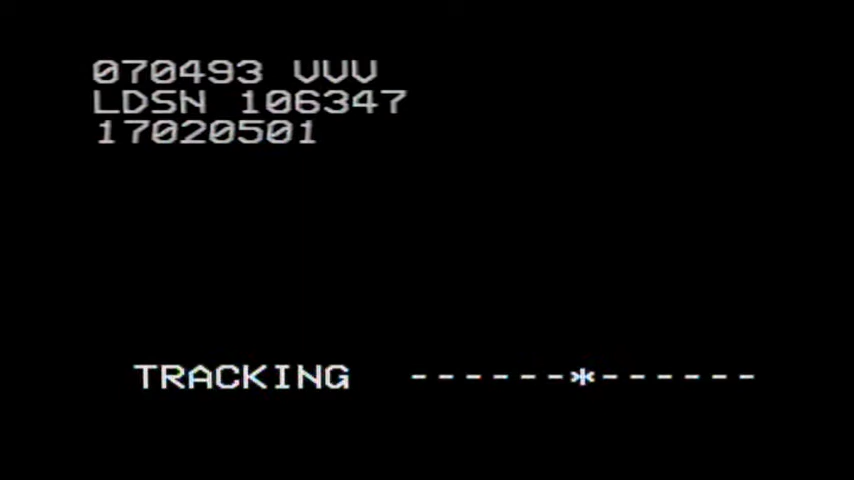 070493 VVV
LDSN 106347
17020501
TRACKING ------*------